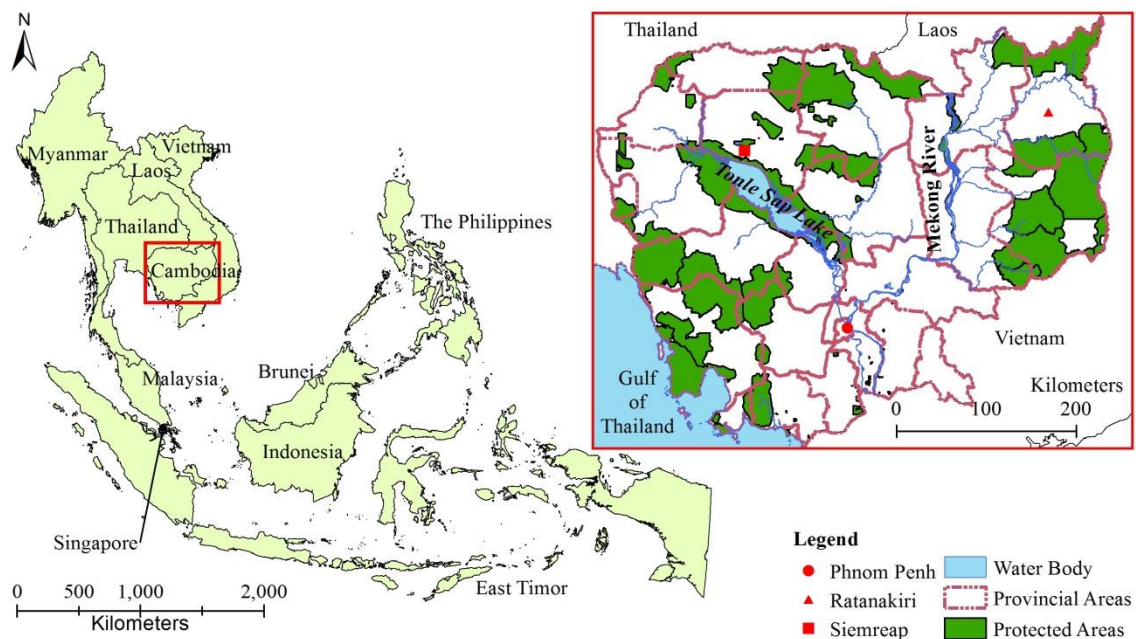 N
Myanmar
Vietnam
Laos
Thailand
Cambodia
The Philippines
Malaysia
Brunei
Indonesia
Singapore
East Timor
0 500 1,000 2,000
Kilometers
Thailand
Laos
Tonle Sap Lake
Mekong River
Vietnam
Gulf
of
Thailand
Kilometers
0 100 200
Legend
Phnom Penh
Ratanakiri
Siemreap
Water Body
Provincial Areas
Protected Areas